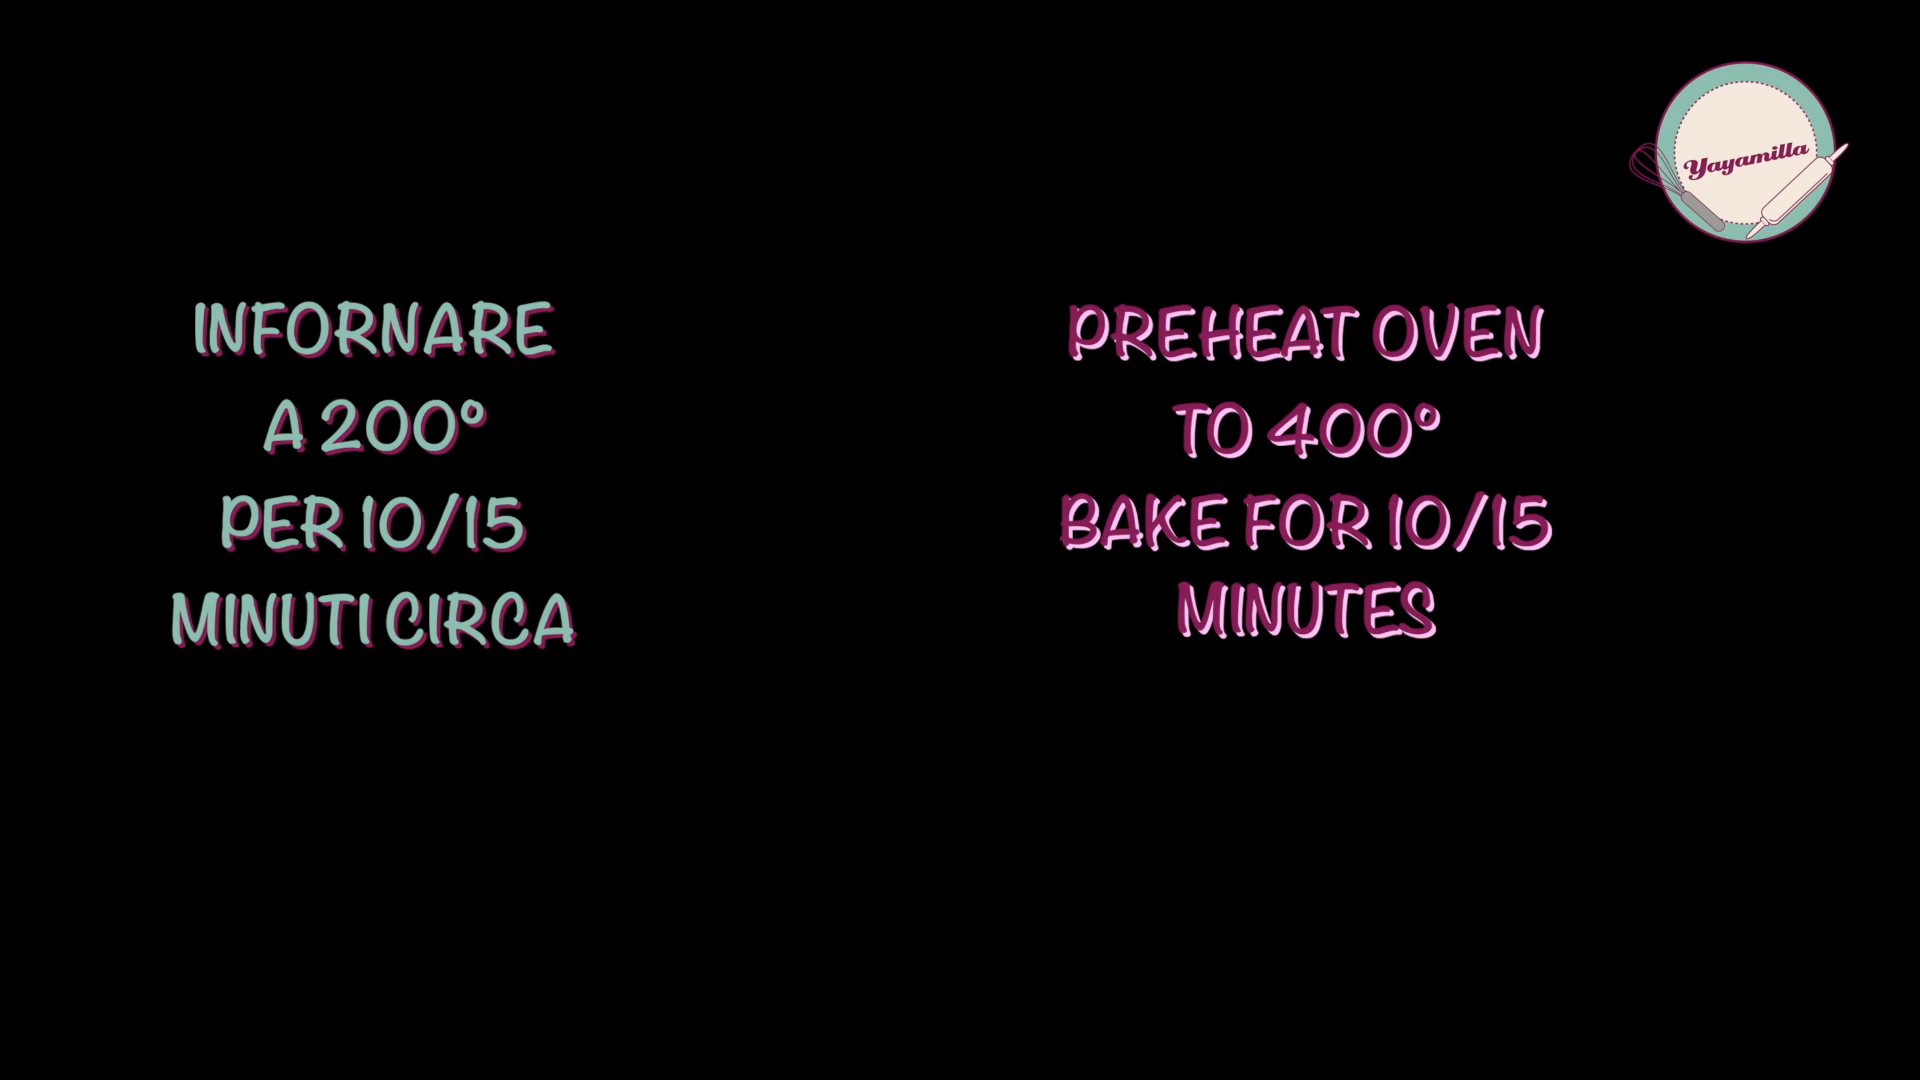 Yayamilla
INFORNARE
A 200°
PER 10/15
MINUTI CIRCA
PREHEAT OVEN
TO 400°
BAKE FOR 10/15
MINUTES